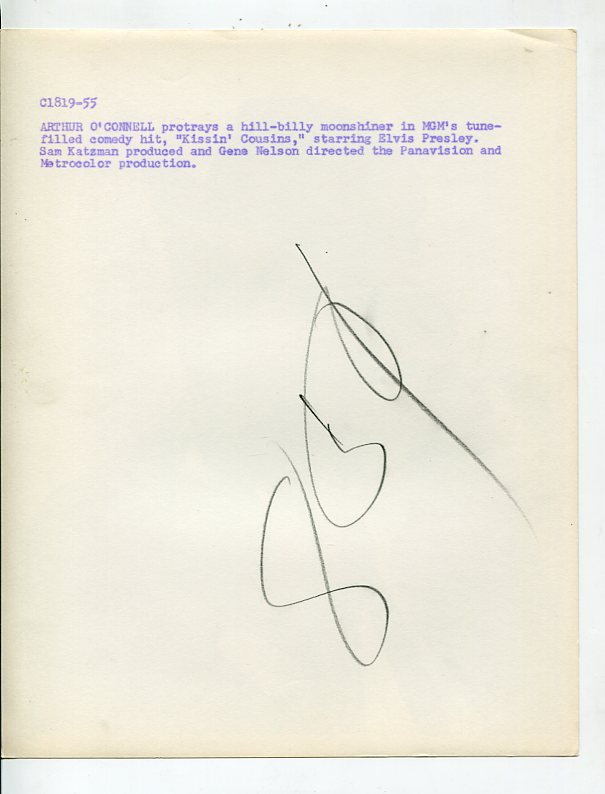 C1819-55
ARTHUR O'CONNELL protrays a hill-billy moonshiner in MGM's tune-
filled comedy hit, "Kissin' Cousins," starring Elvis Presley.
Sam Katzman produced and Gene Nelson directed the Panavision and
Metrocolor production.